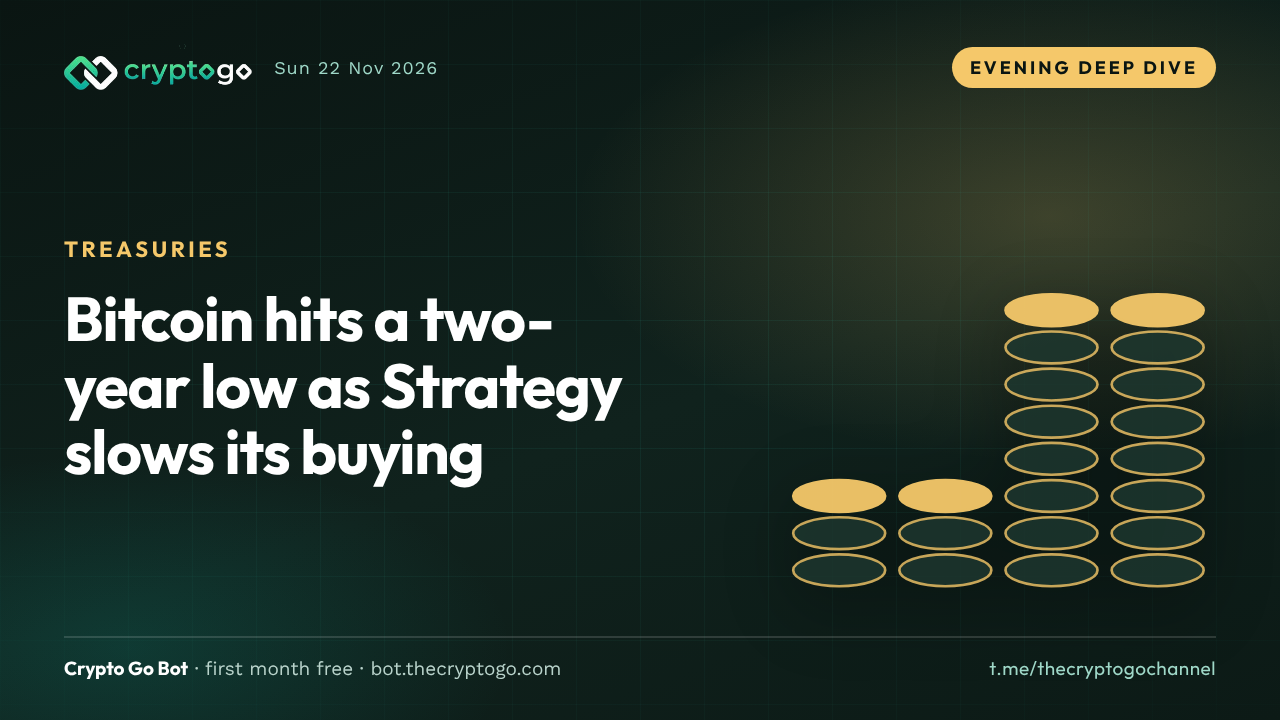 cryptogo
Sun 22 Nov 2026
EVENING DEEP DIVE
TREASURIES
Bitcoin hits a two-
year low as Strategy
slows its buying
Crypto Go Bot · first month free · bot.thecryptogo.com
t.me/thecryptogochannel